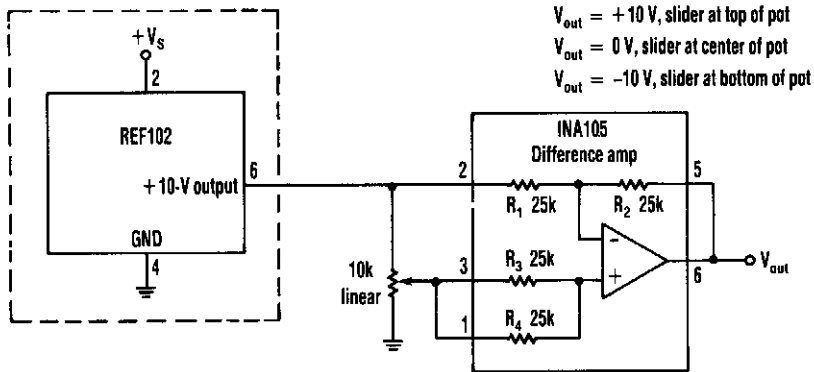 V_out = +10 V, slider at top of pot
V_out = 0 V, slider at center of pot
V_out = −10 V, slider at bottom of pot
+V_S
2
REF102
6
+10-V output
GND
4
INA105
Difference amp
2
5
R_1 25k
R_2 25k
-
10k
linear
3
R_3 25k
+
6
V_out
1
R_4 25k